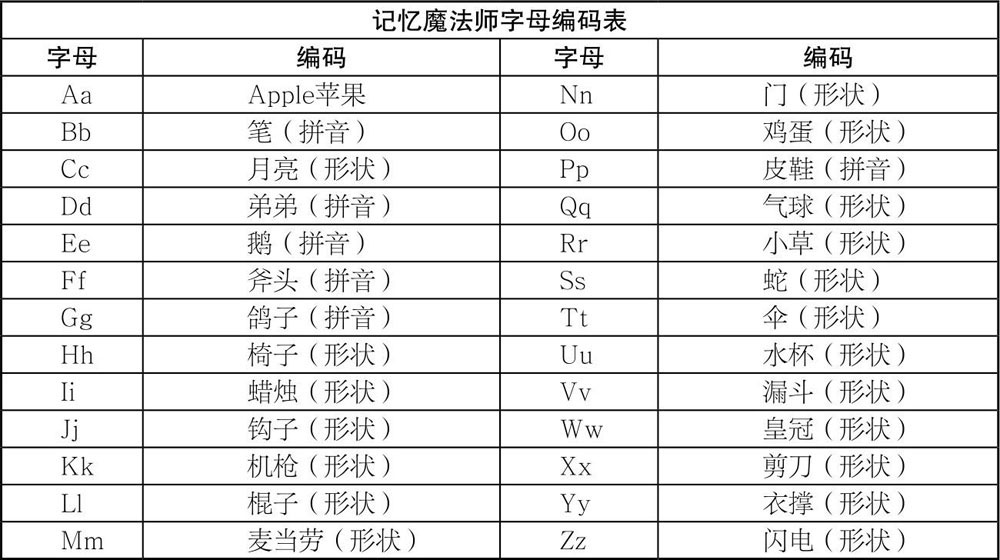 记忆魔法师字母编码表
字母 编码 字母 编码
Aa Apple苹果 Nn 门（形状）
Bb 笔（拼音） Oo 鸡蛋（形状）
Cc 月亮（形状） Pp 皮鞋（拼音）
Dd 弟弟（拼音） Qq 气球（形状）
Ee 鹅（拼音） Rr 小草（形状）
Ff 斧头（拼音） Ss 蛇（形状）
Gg 鸽子（拼音） Tt 伞（形状）
Hh 椅子（形状） Uu 水杯（形状）
Ii 蜡烛（形状） Vv 漏斗（形状）
Jj 钩子（形状） Ww 皇冠（形状）
Kk 机枪（形状） Xx 剪刀（形状）
Ll 棍子（形状） Yy 衣撑（形状）
Mm 麦当劳（形状） Zz 闪电（形状）